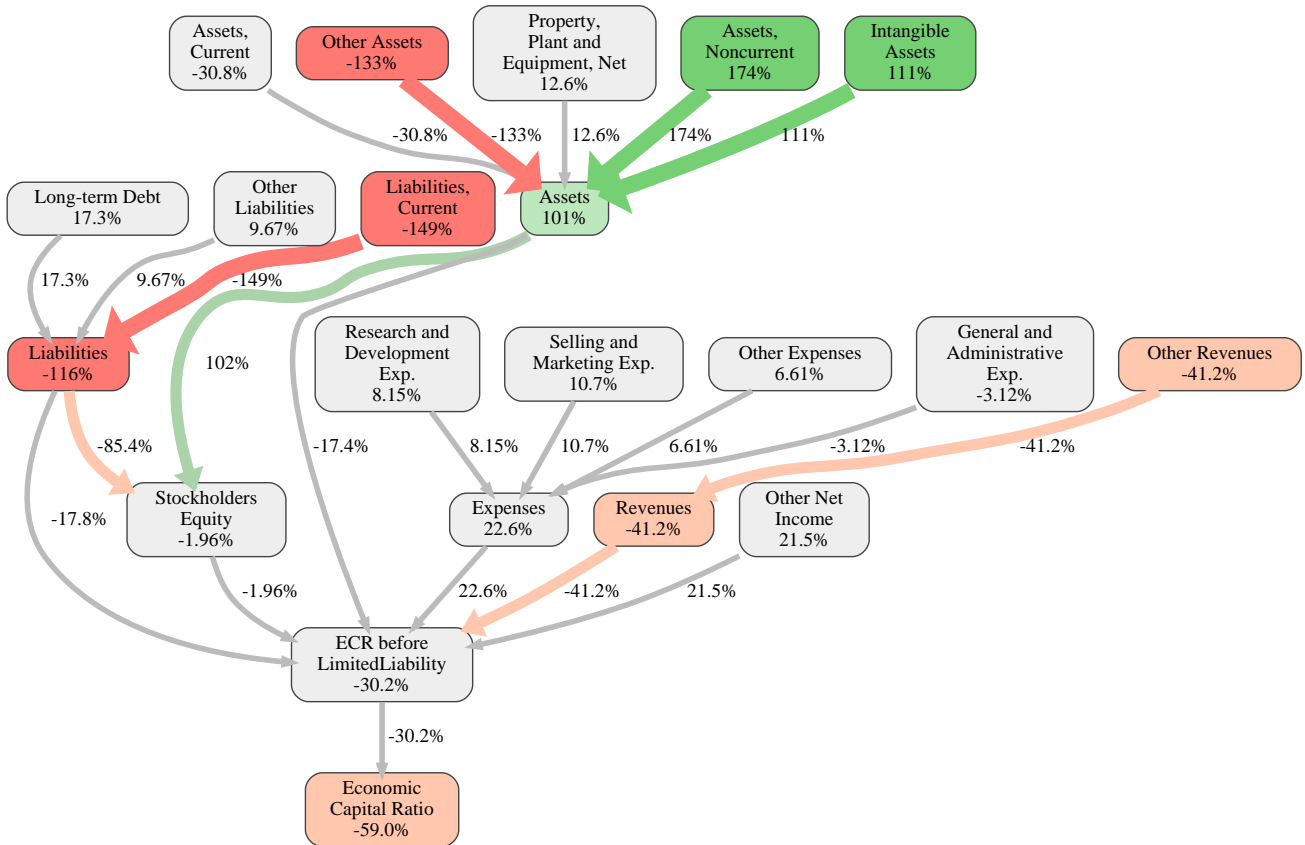 Assets,
Current
-30.8%
Other Assets
-133%
Property,
Plant and
Equipment, Net
12.6%
Assets,
Noncurrent
174%
Intangible
Assets
111%
-30.8%
-133%
12.6%
174%
111%
Long-term Debt
17.3%
Other
Liabilities
9.67%
Liabilities,
Current
-149%
Assets
101%
17.3%
9.67%
-149%
102%
Liabilities
-116%
Research and
Development
Exp.
8.15%
Selling and
Marketing Exp.
10.7%
Other Expenses
6.61%
General and
Administrative
Exp.
-3.12%
Other Revenues
-41.2%
-85.4%
-17.4%
8.15%
10.7%
6.61%
-3.12%
-41.2%
-17.8%
Stockholders
Equity
-1.96%
Expenses
22.6%
Revenues
-41.2%
Other Net
Income
21.5%
-1.96%
22.6%
-41.2%
21.5%
ECR before
LimitedLiability
-30.2%
-30.2%
Economic
Capital Ratio
-59.0%